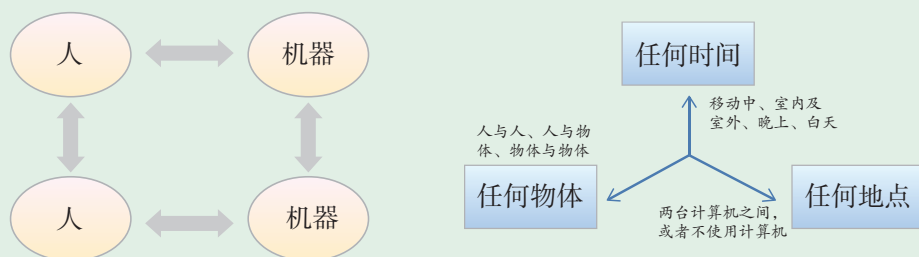 人
机器
人
机器
任何时间
移动中、室内及
室外、晚上、白天
人与人、人与物
体、物体与物体
任何物体
任何地点
两台计算机之间，
或者不使用计算机